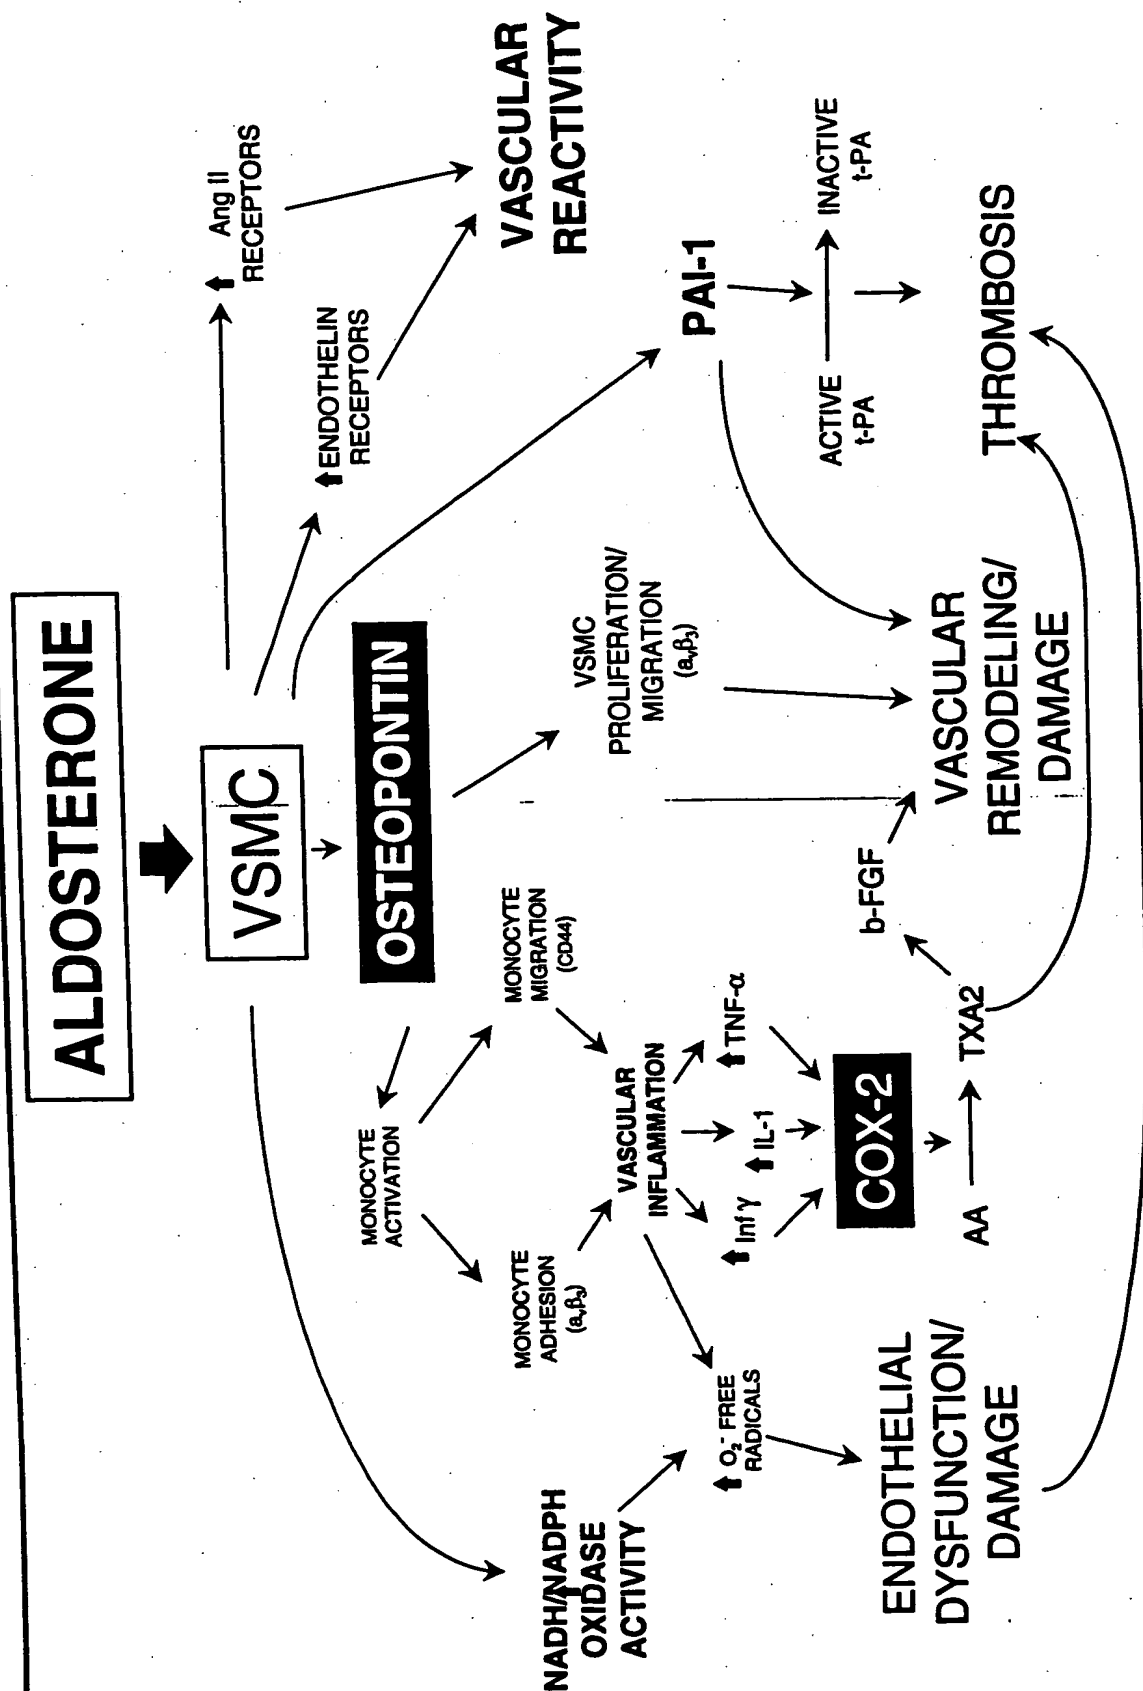 ALDOSTERONE
VSMC
Ang II
RECEPTORS
ENDOTHELIN
RECEPTORS
VASCULAR
REACTIVITY
OSTEOPONTIN
MONOCYTE
ACTIVATION
MONOCYTE
MIGRATION
(CD44)
MONOCYTE
ADHESION
(aᵥβ₃)
VSMC
PROLIFERATION/
MIGRATION
(aᵥβ₃)
PAI-1
NADH/NADPH
OXIDASE
ACTIVITY
VASCULAR
INFLAMMATION
O₂⁻ FREE
RADICALS
Inf γ
IL-1
TNF-α
ACTIVE
t-PA
INACTIVE
t-PA
COX-2
b-FGF
AA
TXA2
ENDOTHELIAL
DYSFUNCTION/
DAMAGE
VASCULAR
REMODELING/
DAMAGE
THROMBOSIS